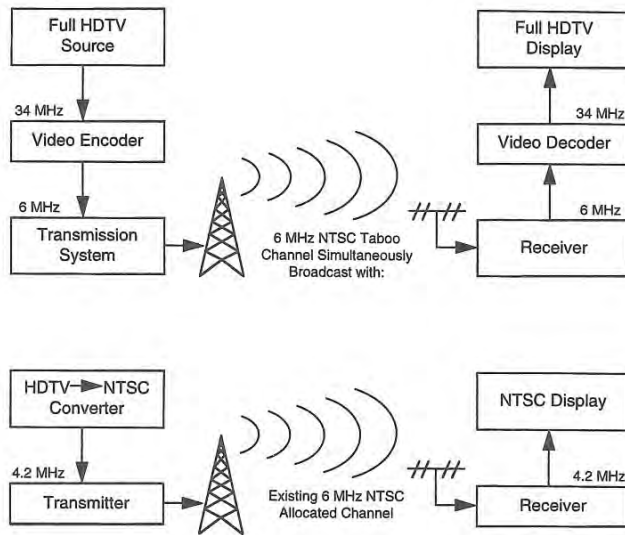 Full HDTV
Source
34 MHz
Video Encoder
6 MHz
Transmission
System
6 MHz NTSC Taboo
Channel Simultaneously
Broadcast with:
Full HDTV
Display
34 MHz
Video Decoder
6 MHz
Receiver
HDTV → NTSC
Converter
4.2 MHz
Transmitter
Existing 6 MHz NTSC
Allocated Channel
NTSC Display
4.2 MHz
Receiver